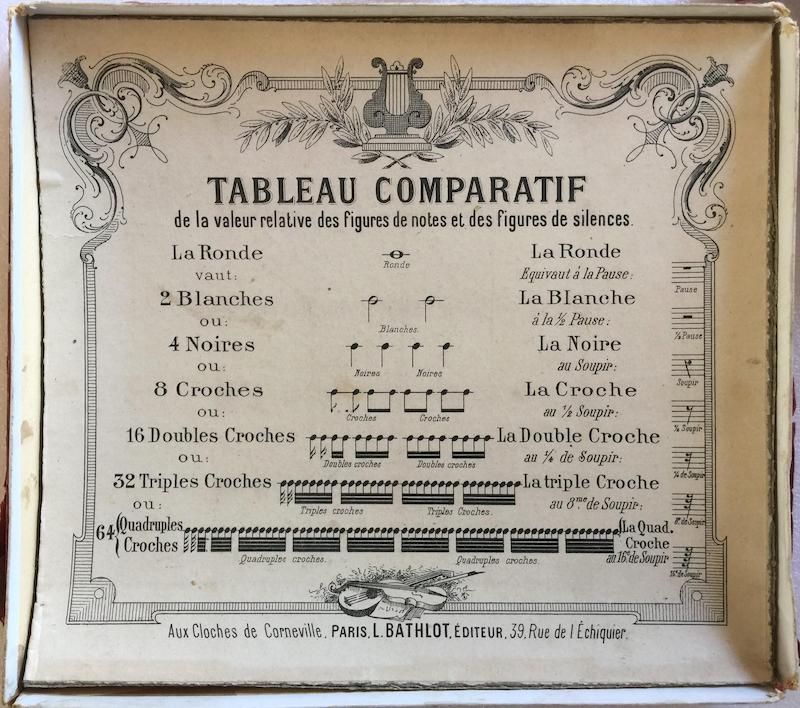 TABLEAU COMPARATIF
de la valeur relative des figures de notes et des figures de silences.
La Ronde
vaut:
Ronde
La Ronde
Equivaut à la Pause:
Pause
2 Blanches
ou:
Blanches.
La Blanche
à la ½ Pause:
½ Pause
4 Noires
ou:
Noires Noires
La Noire
au Soupir:
Soupir
8 Croches
ou:
Croches Croches
La Croche
au ½ Soupir:
½ Soupir
16 Doubles Croches
ou:
Doubles croches Doubles croches
La Double Croche
au ¼ de Soupir:
¼ de Soupir
32 Triples Croches
ou:
Triples croches Triples Croches.
La triple Croche
au 8.me de Soupir:
8e. de Soupir
64 Quadruples
Croches
Quadruples croches. Quadruples croches.
La Quad.
Croche
au 16e. de Soupir
16e. de Soupir
Aux Cloches de Corneville, PARIS, L. BATHLOT, ÉDITEUR, 39, Rue de l'Échiquier.